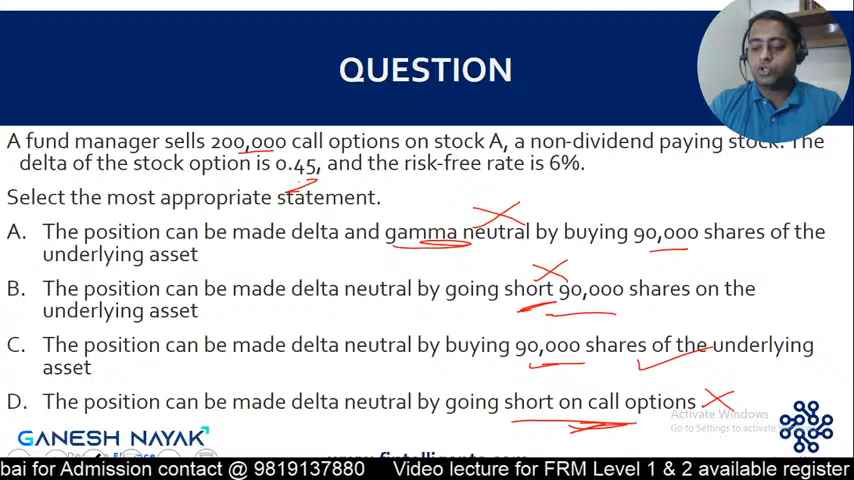 QUESTION
A fund manager sells 200,000 call options on stock A, a non-dividend paying stock. The
delta of the stock option is 0.45, and the risk-free rate is 6%.
Select the most appropriate statement.
A. The position can be made delta and gamma neutral by buying 90,000 shares of the
underlying asset
B. The position can be made delta neutral by going short 90,000 shares on the
underlying asset
C. The position can be made delta neutral by buying 90,000 shares of the underlying
asset
D. The position can be made delta neutral by going short on call options
Activate Windows
Go to Settings to activate Windows.
GANESH NAYAK
bai for Admission contact @ 9819137880 Video lecture for FRM Level 1 & 2 available register